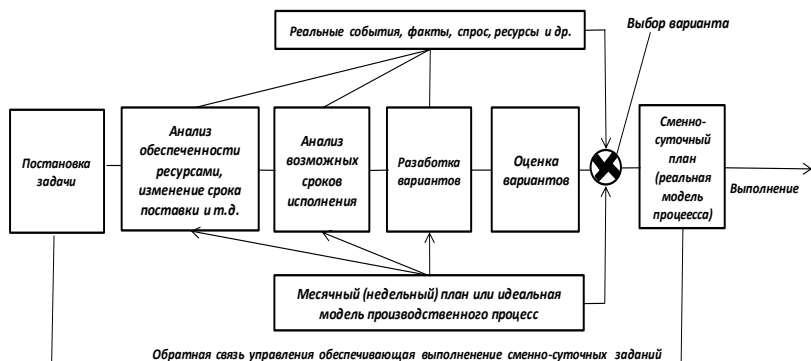 Реальные события, факты, спрос, ресурсы и др.
Выбор варианта
Постановка
задачи
Анализ
обеспеченности
ресурсами,
изменение срока
поставки и т.д.
Анализ
возможных
сроков
исполнения
Разаботка
вариантов
Оценка
вариантов
Сменно-
суточный
план
(реальная
модель
процеесса)
Выполнение
Месячный (недельный) план или идеальная
модель производственного процесс
Обратная связь управления обеспечивающая выполненение сменно-суточных заданий